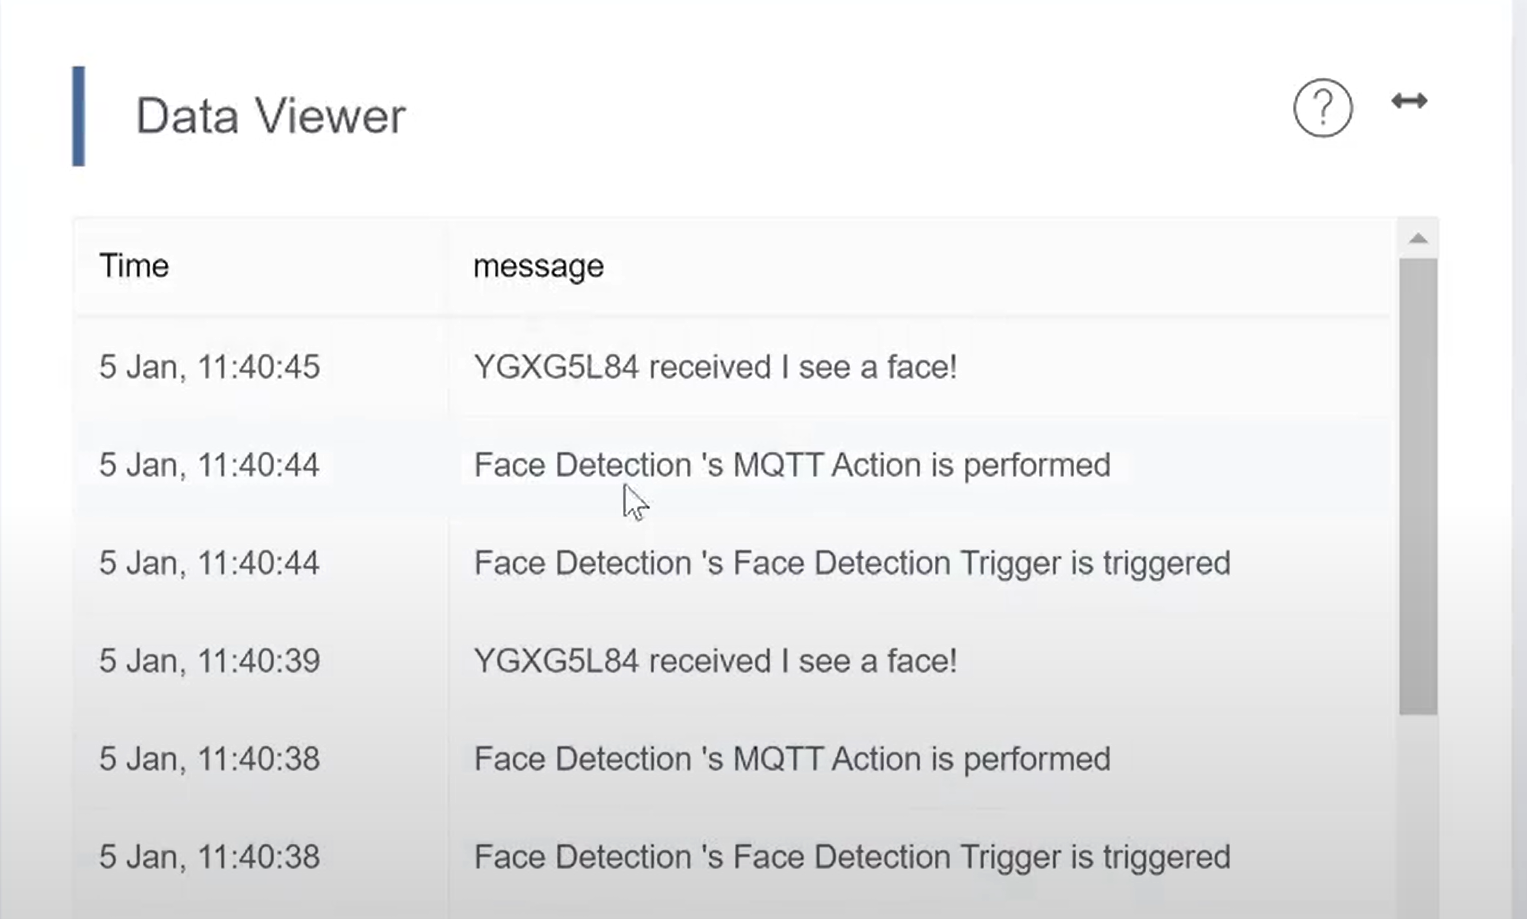 Data Viewer
?
Time message
5 Jan, 11:40:45 YGXG5L84 received I see a face!
5 Jan, 11:40:44 Face Detection 's MQTT Action is performed
5 Jan, 11:40:44 Face Detection 's Face Detection Trigger is triggered
5 Jan, 11:40:39 YGXG5L84 received I see a face!
5 Jan, 11:40:38 Face Detection 's MQTT Action is performed
5 Jan, 11:40:38 Face Detection 's Face Detection Trigger is triggered